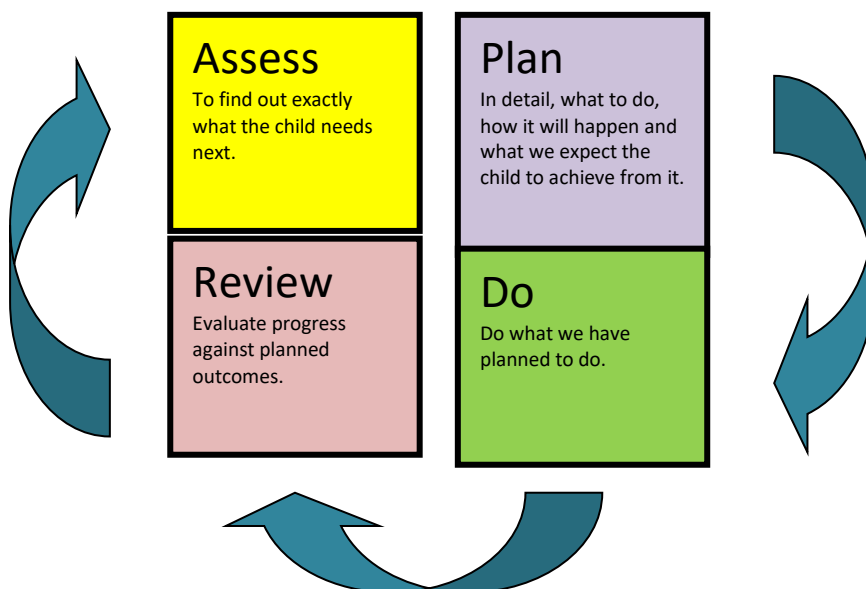 Assess
To find out exactly
what the child needs
next.
Plan
In detail, what to do,
how it will happen and
what we expect the
child to achieve from it.
Do
Do what we have
planned to do.
Review
Evaluate progress
against planned
outcomes.